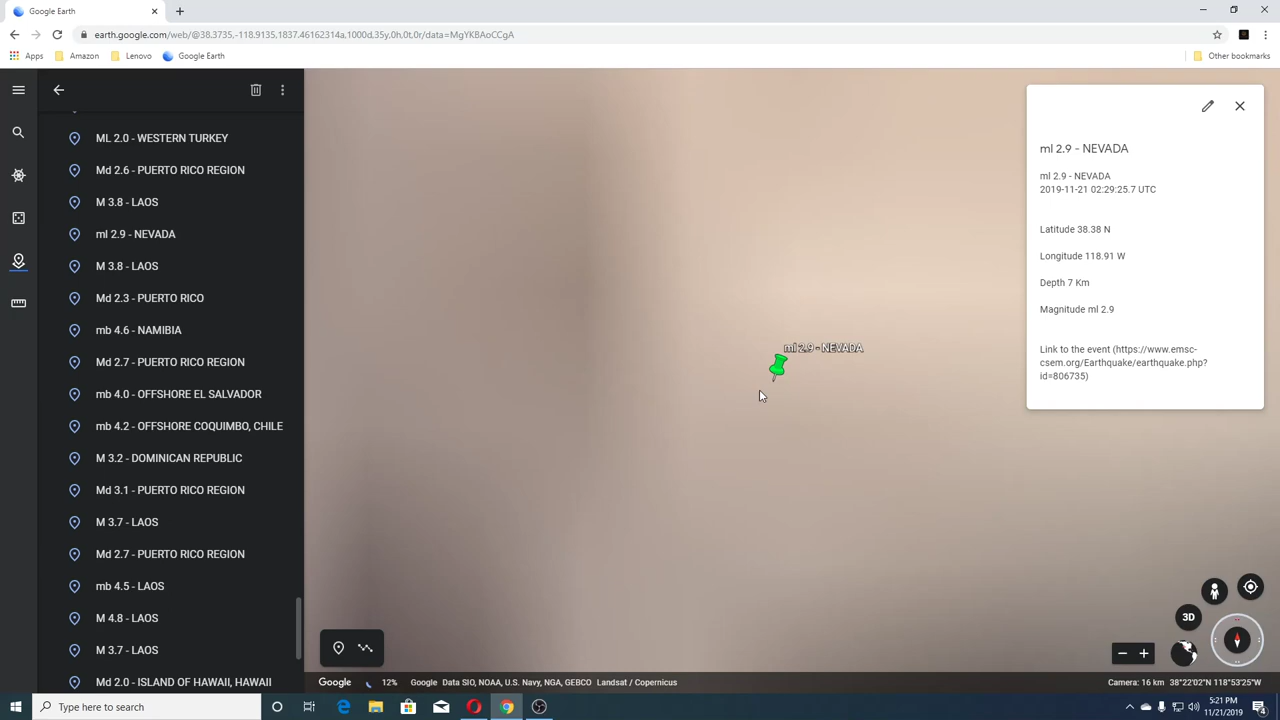 Google Earth
earth.google.com/web/@38.3735,-118.9135,1837.46162314a,1000d,35y,0h,0t,0r/data=MgYKBAoCCgA
Apps Amazon Lenovo Google Earth Other bookmarks
ML 2.0 - WESTERN TURKEY
Md 2.6 - PUERTO RICO REGION
M 3.8 - LAOS
ml 2.9 - NEVADA
M 3.8 - LAOS
Md 2.3 - PUERTO RICO
mb 4.6 - NAMIBIA
Md 2.7 - PUERTO RICO REGION
mb 4.0 - OFFSHORE EL SALVADOR
mb 4.2 - OFFSHORE COQUIMBO, CHILE
M 3.2 - DOMINICAN REPUBLIC
Md 3.1 - PUERTO RICO REGION
M 3.7 - LAOS
Md 2.7 - PUERTO RICO REGION
mb 4.5 - LAOS
M 4.8 - LAOS
M 3.7 - LAOS
Md 2.0 - ISLAND OF HAWAII, HAWAII
ml 2.9 - NEVADA
ml 2.9 - NEVADA
ml 2.9 - NEVADA
2019-11-21 02:29:25.7 UTC
Latitude 38.38 N
Longitude 118.91 W
Depth 7 Km
Magnitude ml 2.9
Link to the event (https://www.emsc-
csem.org/Earthquake/earthquake.php?
id=806735)
3D
Google 12% Google Data SIO, NOAA, U.S. Navy, NGA, GEBCO Landsat / Copernicus Camera: 16 km 38°22'02"N 118°53'25"W
Type here to search
5:21 PM
11/21/2019
4